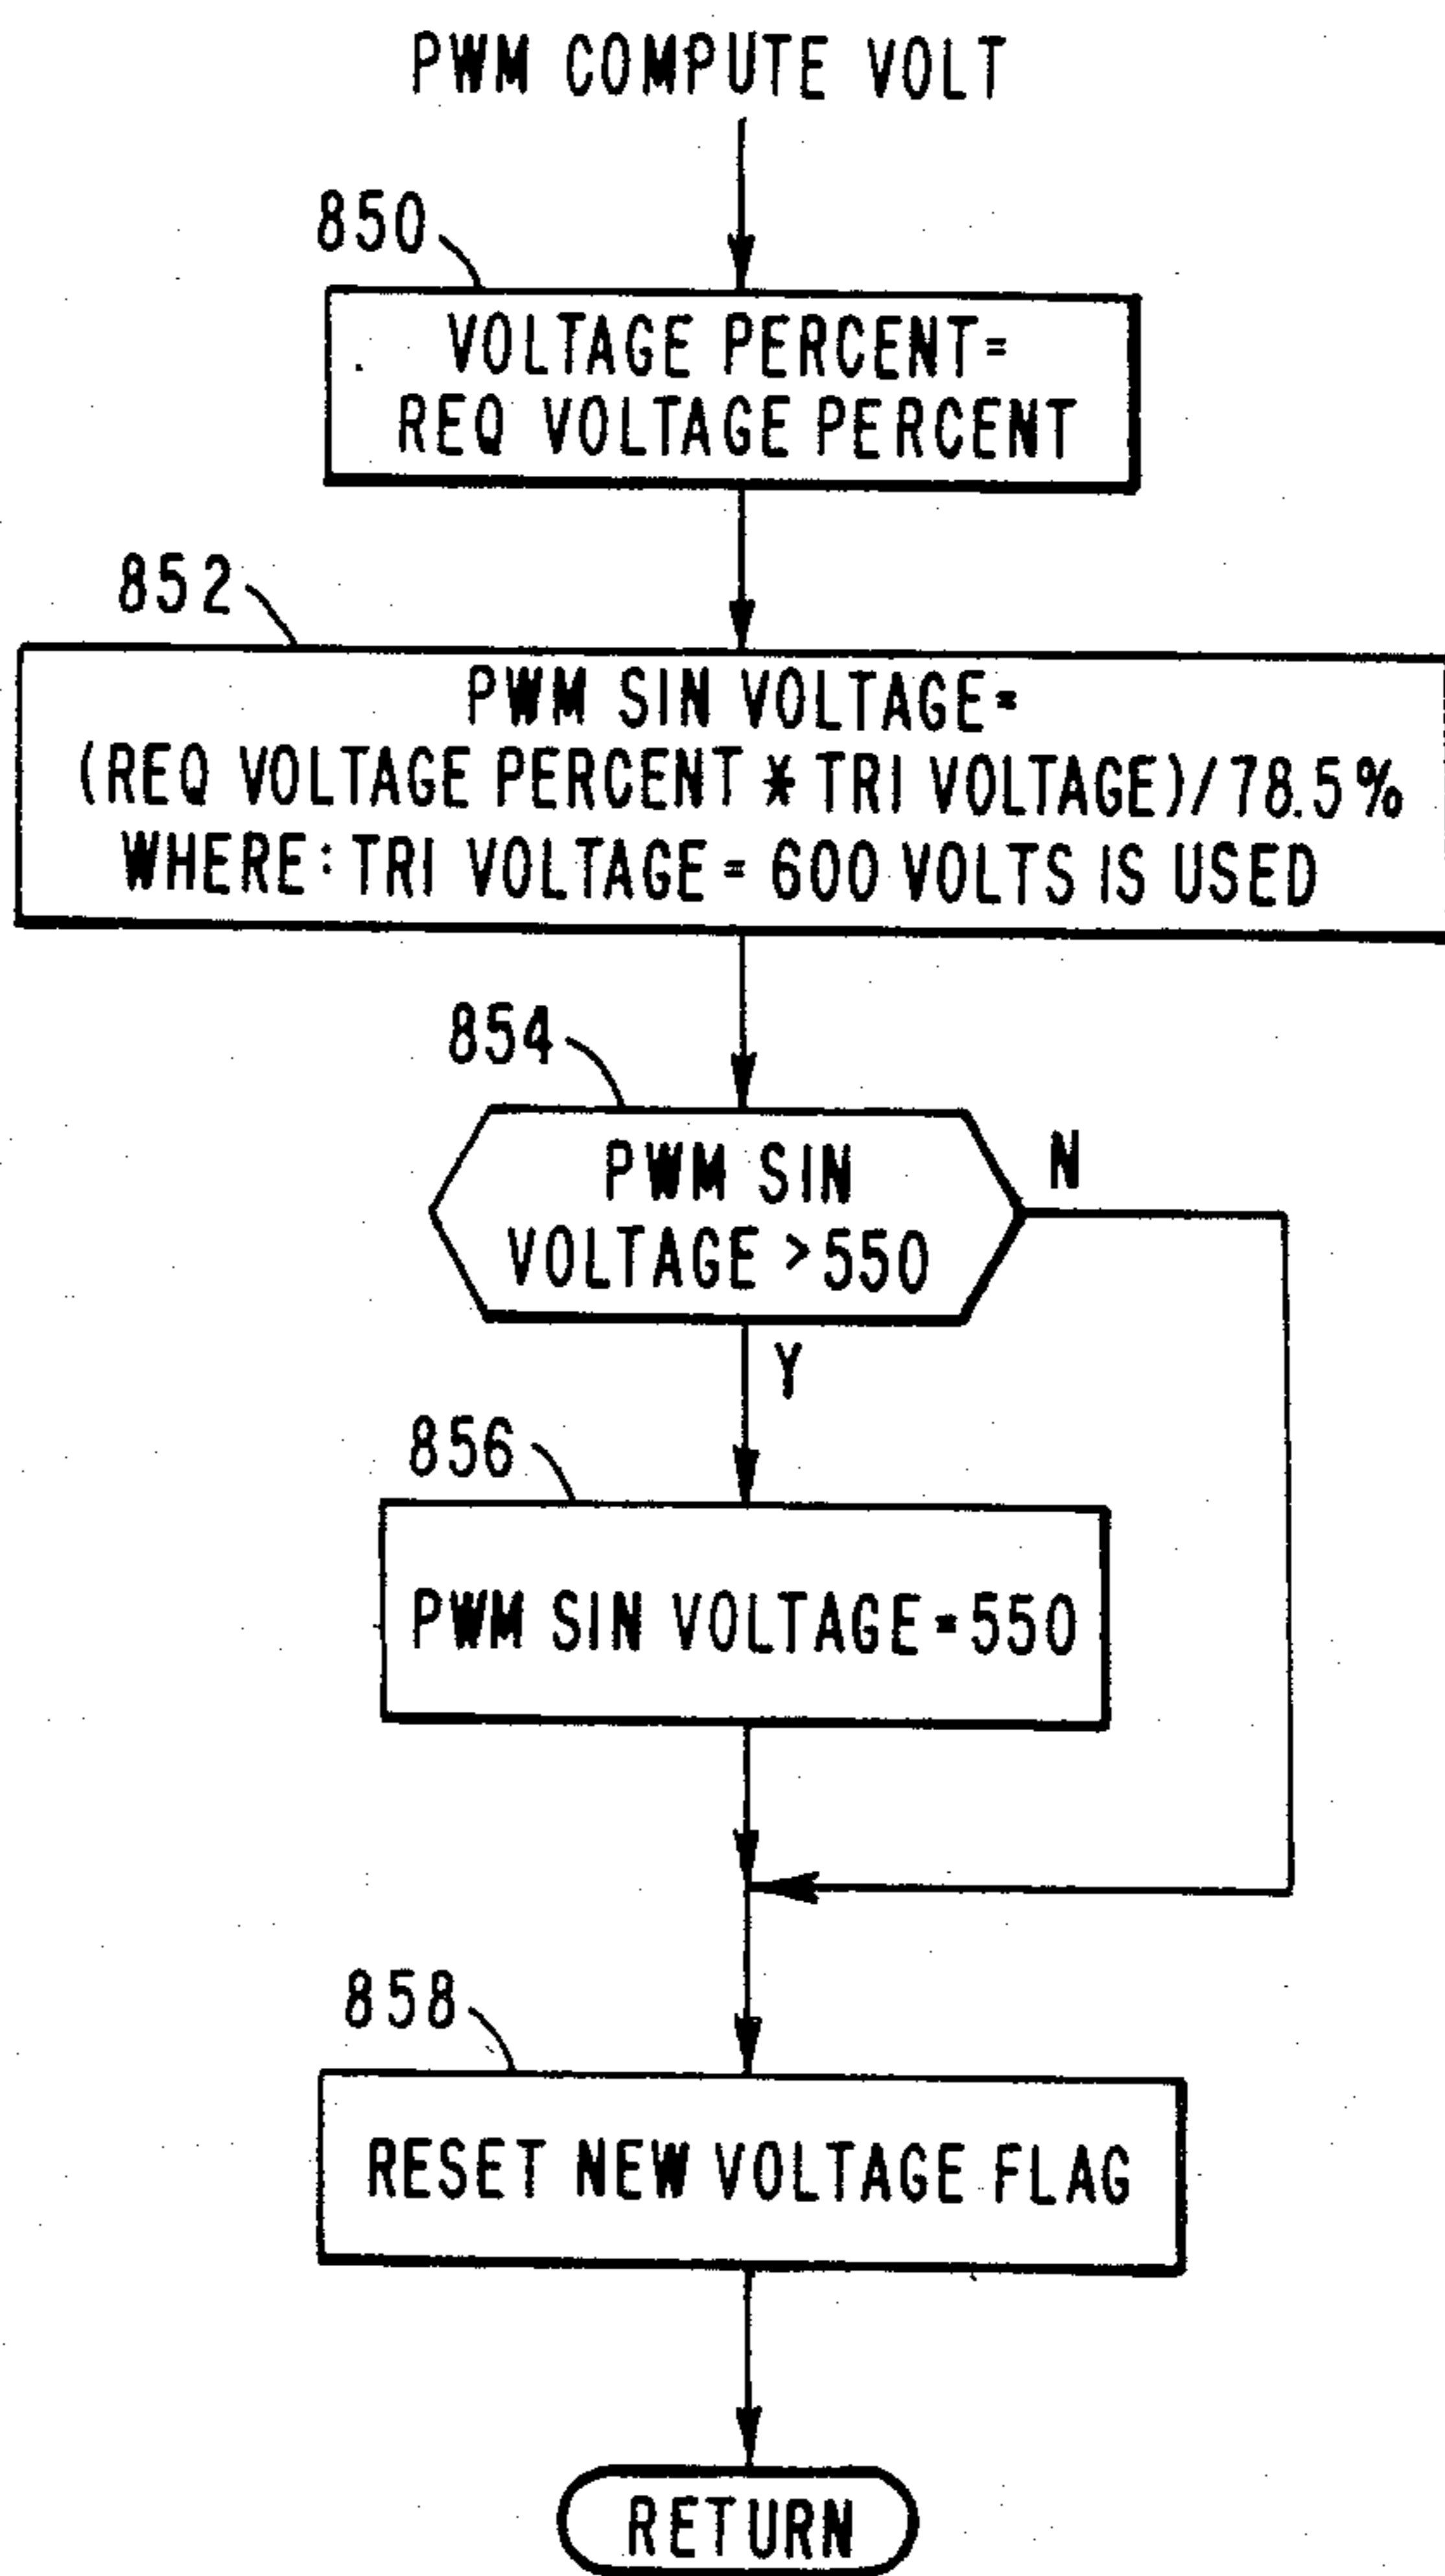 PWM COMPUTE VOLT
850
VOLTAGE PERCENT=
REQ VOLTAGE PERCENT
852
PWM SIN VOLTAGE=
(REQ VOLTAGE PERCENT * TRI VOLTAGE)/78.5%
WHERE: TRI VOLTAGE = 600 VOLTS IS USED
854
PWM SIN
VOLTAGE >550
N
Y
856
PWM SIN VOLTAGE=550
858
RESET NEW VOLTAGE FLAG
RETURN